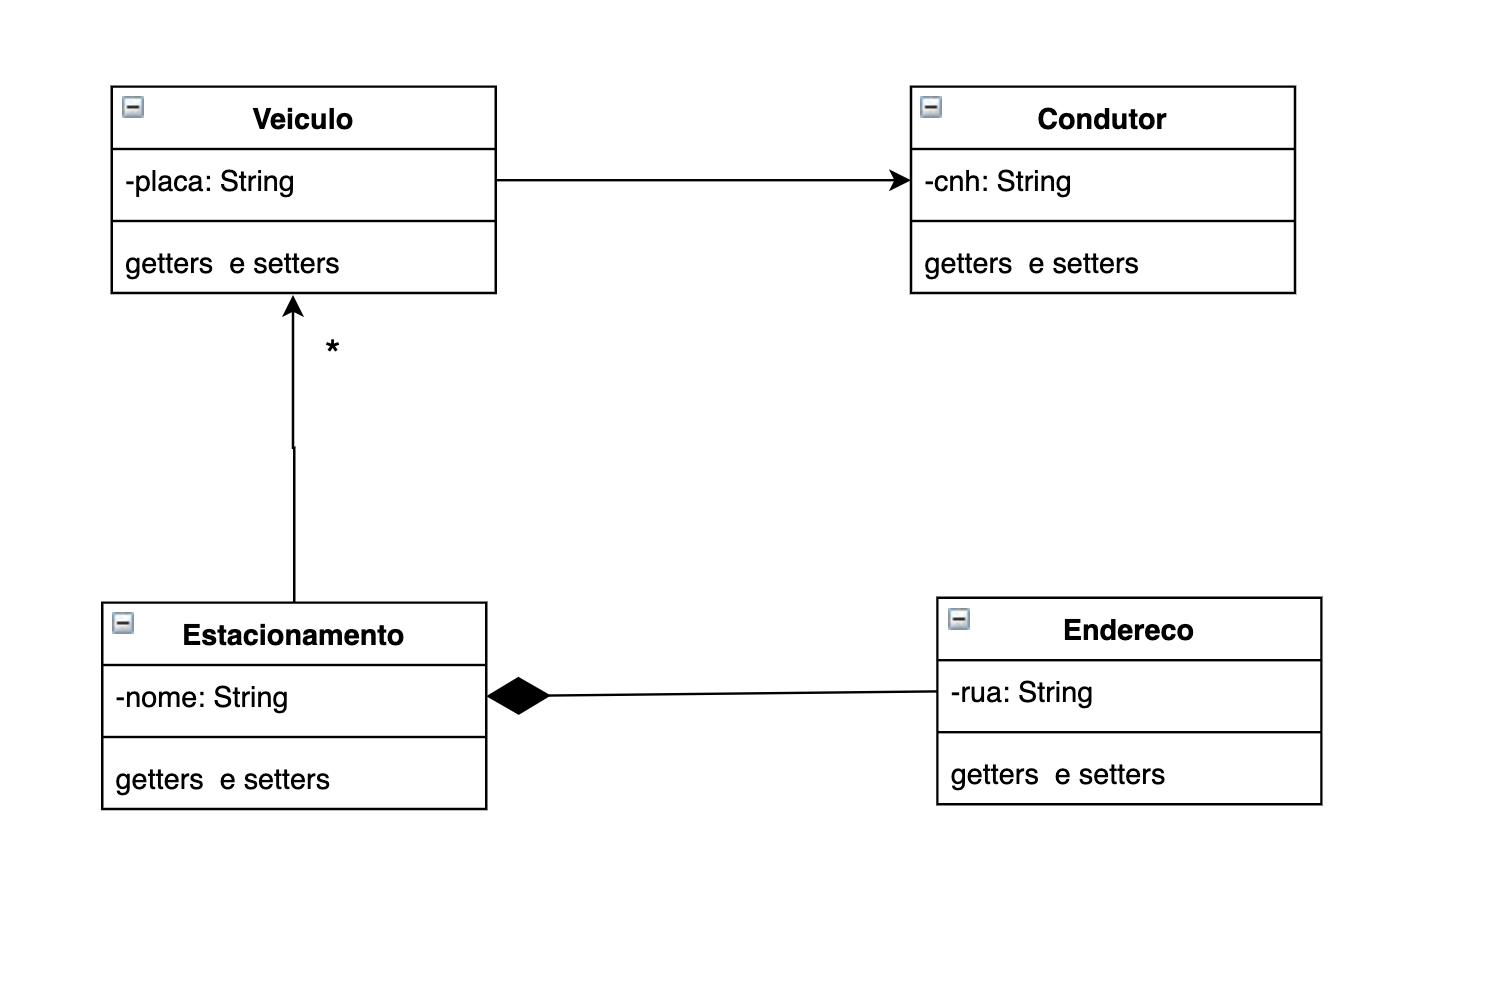 Veiculo
-placa: String
getters  e setters
Condutor
-cnh: String
getters  e setters
*
Estacionamento
-nome: String
getters  e setters
Endereco
-rua: String
getters  e setters